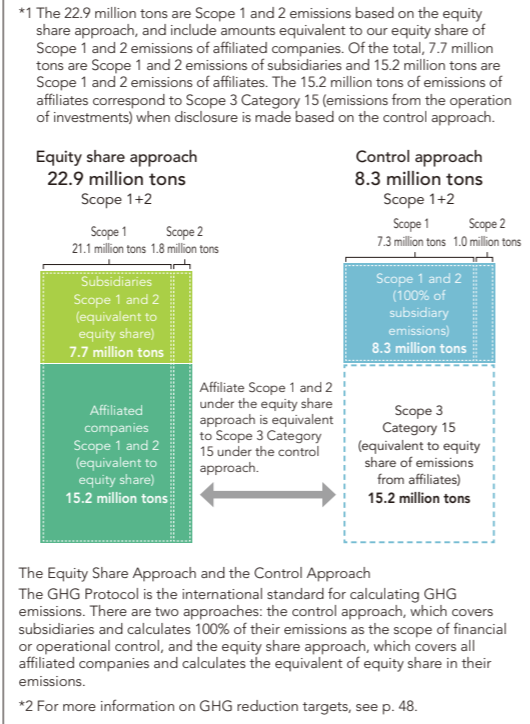 *1 The 22.9 million tons are Scope 1 and 2 emissions based on the equity
share approach, and include amounts equivalent to our equity share of
Scope 1 and 2 emissions of affiliated companies. Of the total, 7.7 million
tons are Scope 1 and 2 emissions of subsidiaries and 15.2 million tons are
Scope 1 and 2 emissions of affiliates. The 15.2 million tons of emissions of
affiliates correspond to Scope 3 Category 15 (emissions from the operation
of investments) when disclosure is made based on the control approach.
Equity share approach
22.9 million tons
Scope 1+2
Scope 1
21.1 million tons
Scope 2
1.8 million tons
Subsidiaries
Scope 1 and 2
(equivalent to
equity share)
7.7 million tons
Affiliated
companies
Scope 1 and 2
(equivalent to
equity share)
15.2 million tons
Affiliate Scope 1 and 2
under the equity share
approach is equivalent
to Scope 3 Category
15 under the control
approach.
Control approach
8.3 million tons
Scope 1+2
Scope 1
7.3 million tons
Scope 2
1.0 million tons
Scope 1 and 2
(100% of
subsidiary
emissions)
8.3 million tons
Scope 3
Category 15
(equivalent to equity
share of emissions
from affiliates)
15.2 million tons
The Equity Share Approach and the Control Approach
The GHG Protocol is the international standard for calculating GHG
emissions. There are two approaches: the control approach, which covers
subsidiaries and calculates 100% of their emissions as the scope of financial
or operational control, and the equity share approach, which covers all
affiliated companies and calculates the equivalent of equity share in their
emissions.
*2 For more information on GHG reduction targets, see p. 48.